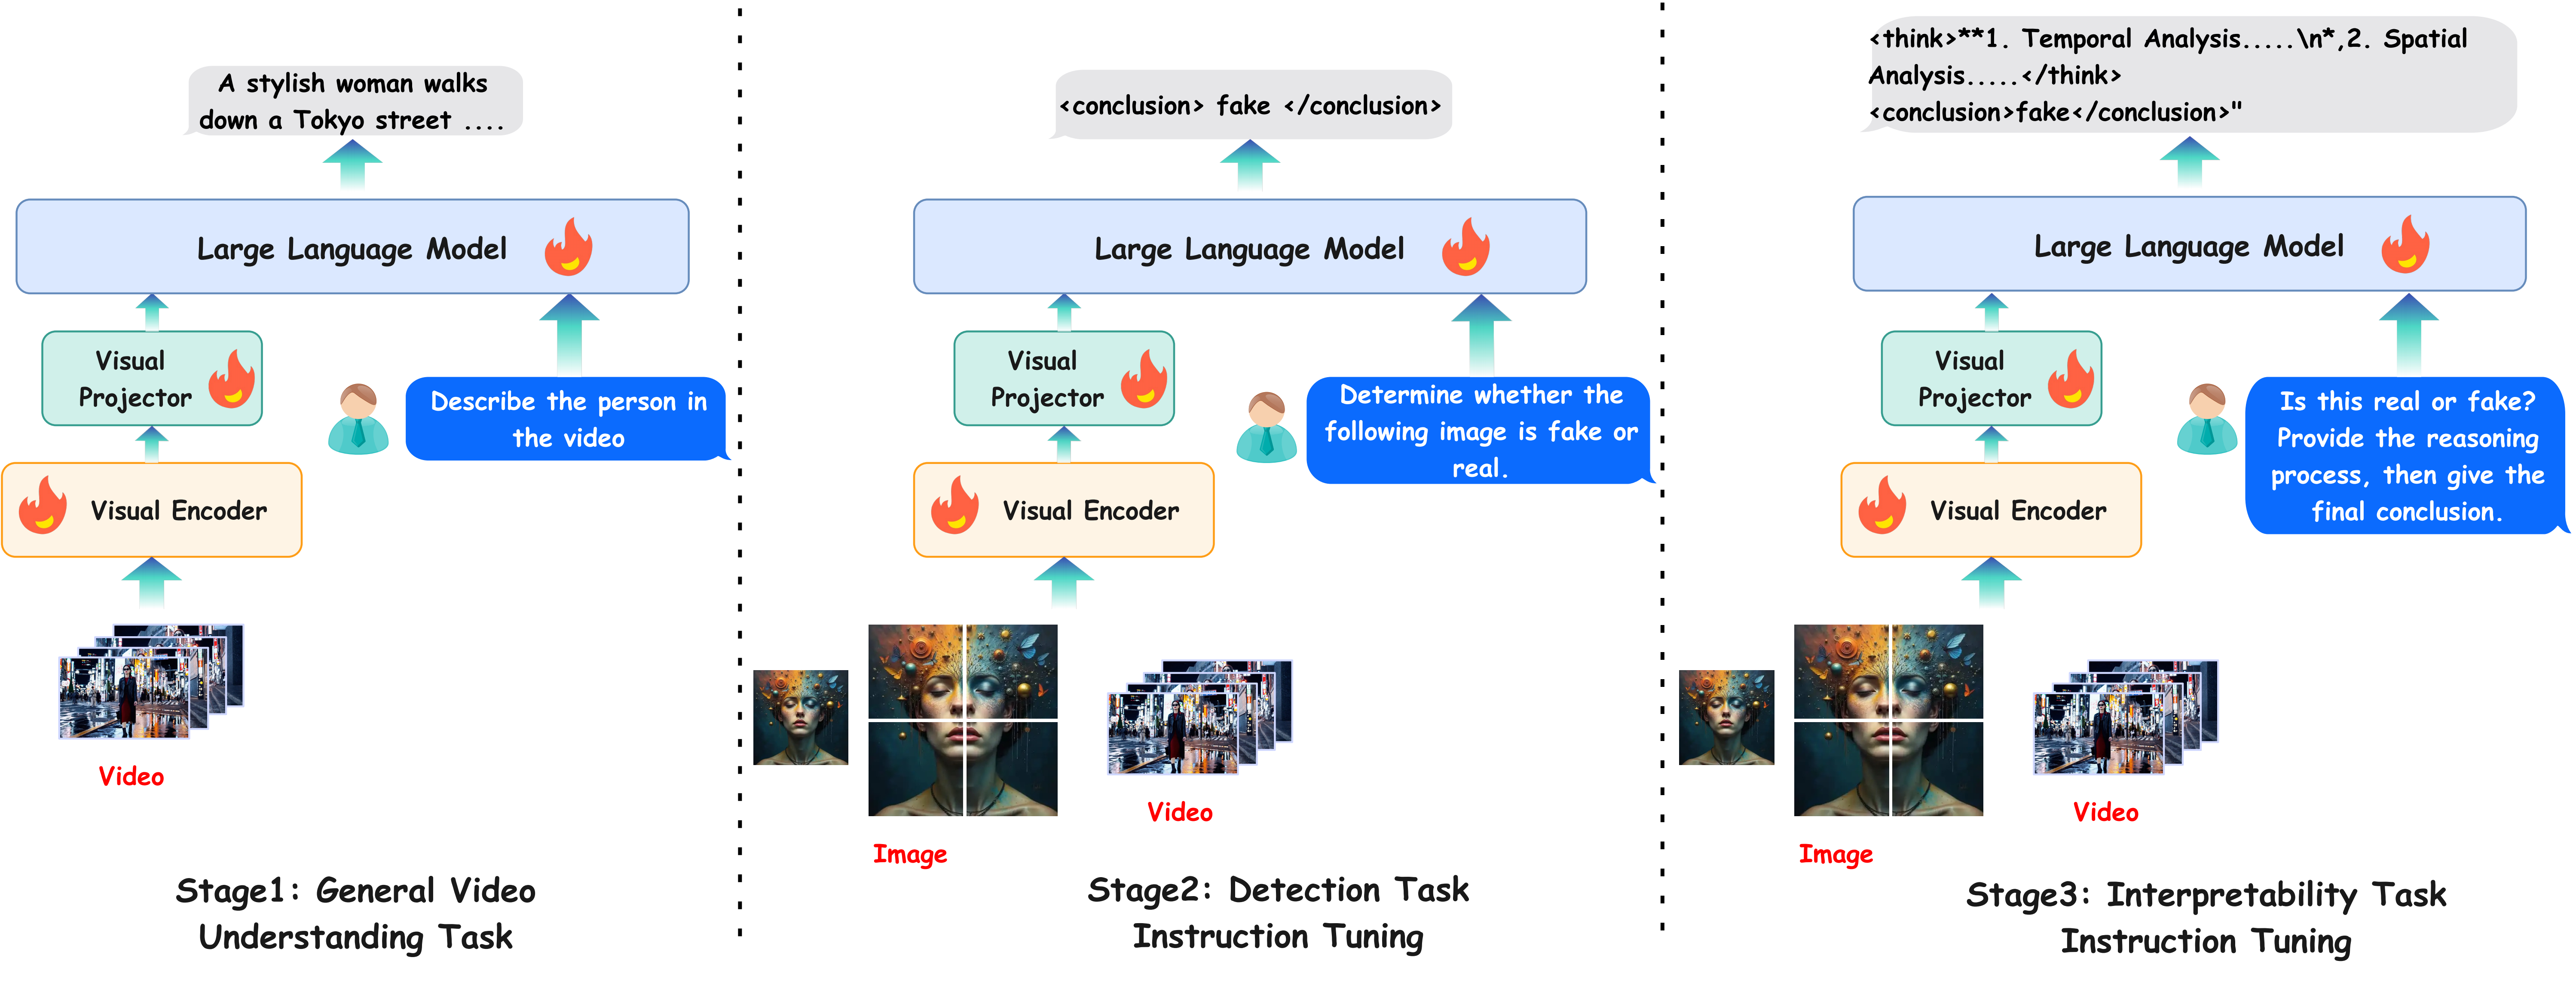 A stylish woman walks
down a Tokyo street ....
Large Language Model
Visual
Projector
Describe the person in
the video
Visual Encoder
Video
Stage1: General Video
Understanding Task
<conclusion> fake </conclusion>
Large Language Model
Visual
Projector
Determine whether the
following image is fake or
real.
Visual Encoder
Video
Image
Stage2: Detection Task
Instruction Tuning
<think>**1. Temporal Analysis.....\n*,2. Spatial
Analysis.....</think>
<conclusion>fake</conclusion>"
Large Language Model
Visual
Projector
Is this real or fake?
Provide the reasoning
process, then give the
final conclusion.
Visual Encoder
Video
Image
Stage3: Interpretability Task
Instruction Tuning